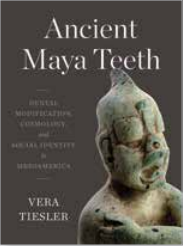 Ancient
Maya Teeth
DENTAL
MODIFICATION,
COSMOLOGY,
and
SOCIAL IDENTITY
in
MESOAMERICA
VERA
TIESLER